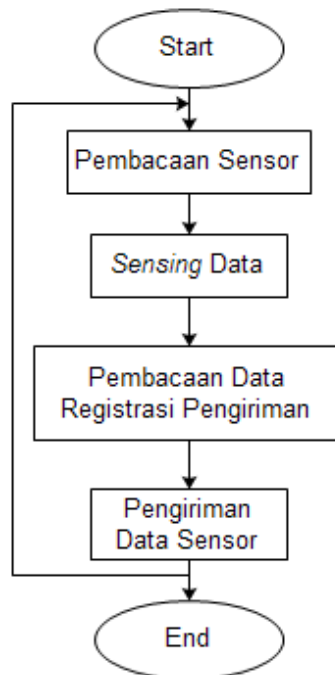 Start
Pembacaan Sensor
Sensing Data
Pembacaan Data
Registrasi Pengiriman
Pengiriman
Data Sensor
End